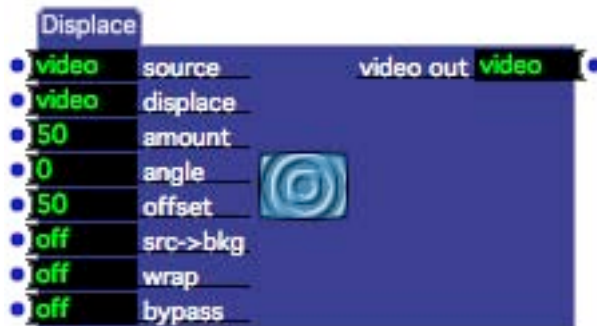 Displace
video source video out video
video displace
50 amount
0 angle
50 offset
off src->bkg
off wrap
off bypass